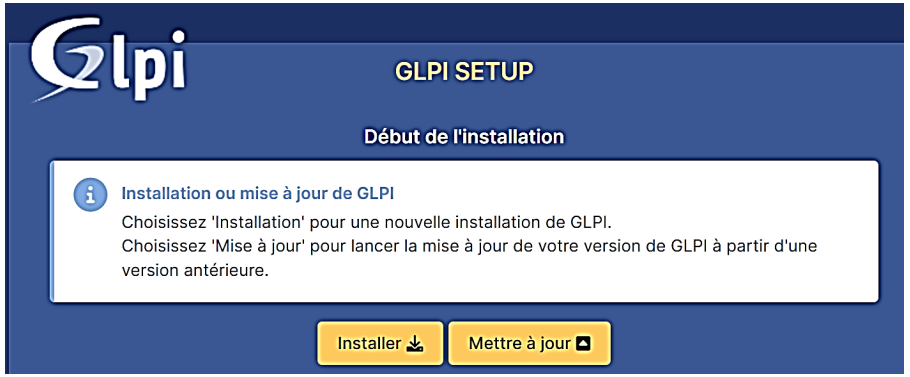 Glpi
GLPI SETUP
Début de l'installation
Installation ou mise à jour de GLPI
Choisissez 'Installation' pour une nouvelle installation de GLPI.
Choisissez 'Mise à jour' pour lancer la mise à jour de votre version de GLPI à partir d'une
version antérieure.
Installer Mettre à jour